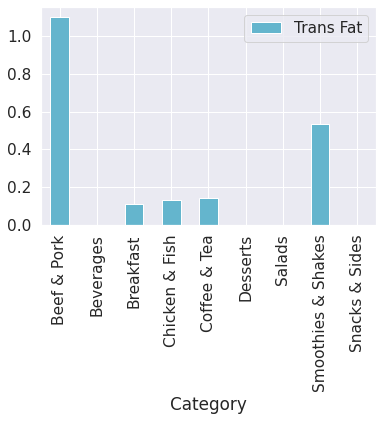 Trans Fat
1.0
0.8
0.6
0.4
0.2
0.0
Beef & Pork
Beverages
Breakfast
Chicken & Fish
Coffee & Tea
Desserts
Salads
Smoothies & Shakes
Snacks & Sides
Category